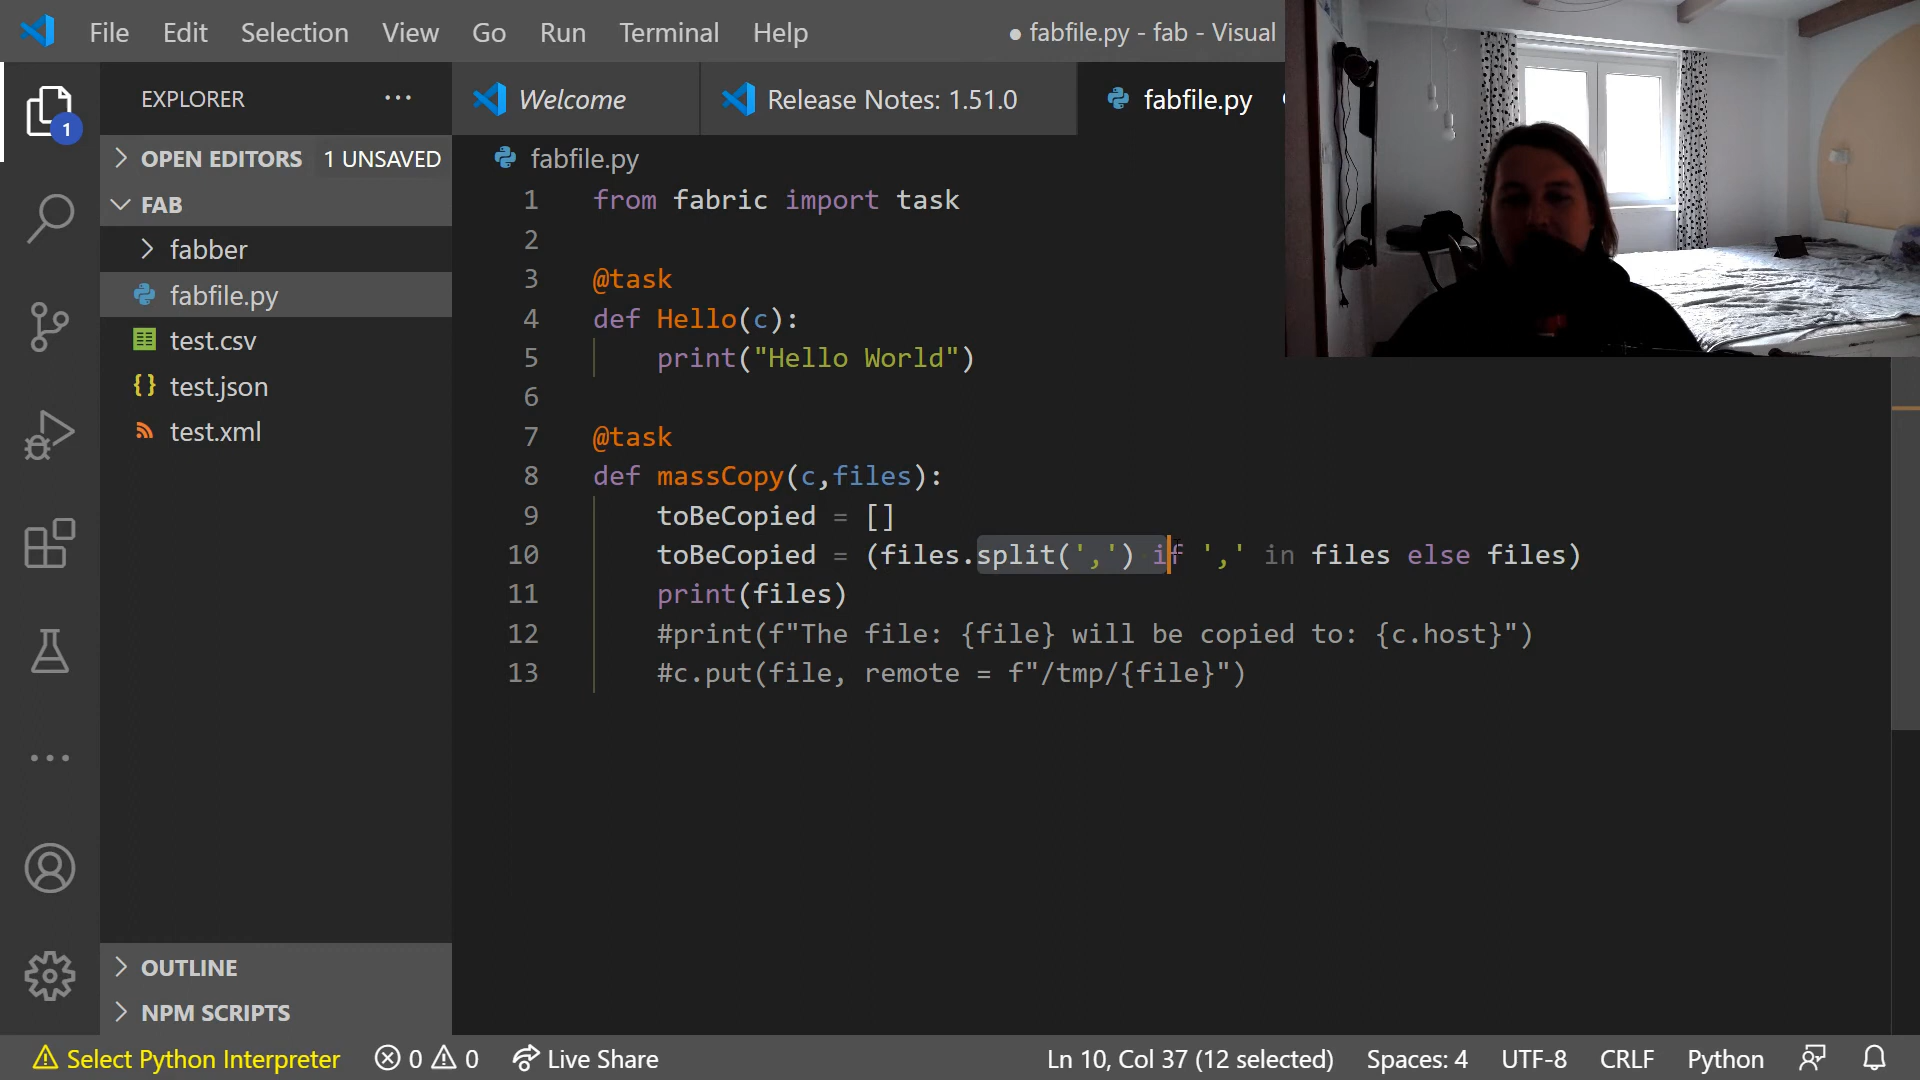 File Edit Selection View Go Run Terminal Help ● fabfile.py - fab - Visual
EXPLORER ···
Welcome
Release Notes: 1.51.0
fabfile.py
1
OPEN EDITORS 1 UNSAVED
FAB
fabber
fabfile.py
test.csv
test.json
test.xml
OUTLINE
NPM SCRIPTS
fabfile.py
1 from fabric import task
2
3 @task
4 def Hello(c):
5 print("Hello World")
6
7 @task
8 def massCopy(c,files):
9 toBeCopied = []
10 toBeCopied = (files.split(',') if ',' in files else files)
11 print(files)
12 #print(f"The file: {file} will be copied to: {c.host}")
13 #c.put(file, remote = f"/tmp/{file}")
Select Python Interpreter 0 0 Live Share Ln 10, Col 37 (12 selected) Spaces: 4 UTF-8 CRLF Python